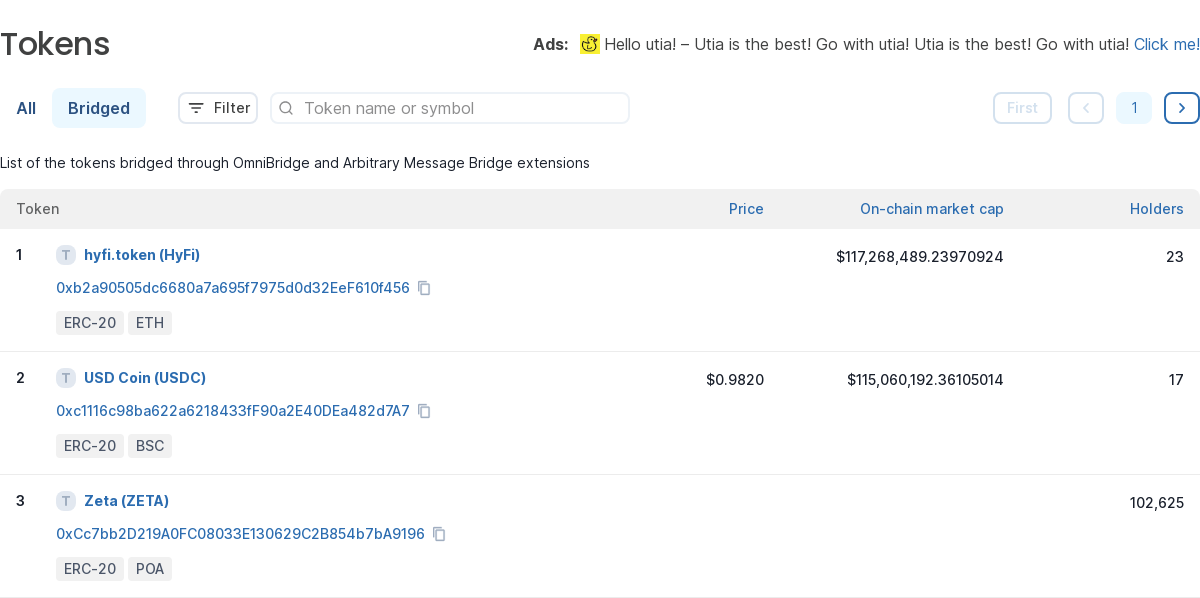 Tokens
Ads: Hello utia! – Utia is the best! Go with utia! Utia is the best! Go with utia! Click me!
All Bridged Filter Token name or symbol First 1
List of the tokens bridged through OmniBridge and Arbitrary Message Bridge extensions
Token Price On-chain market cap Holders
1 T hyfi.token (HyFi) $117,268,489.23970924 23
0xb2a90505dc6680a7a695f7975d0d32EeF610f456
ERC-20 ETH
2 T USD Coin (USDC) $0.9820 $115,060,192.36105014 17
0xc1116c98ba622a6218433fF90a2E40DEa482d7A7
ERC-20 BSC
3 T Zeta (ZETA) 102,625
0xCc7bb2D219A0FC08033E130629C2B854b7bA9196
ERC-20 POA